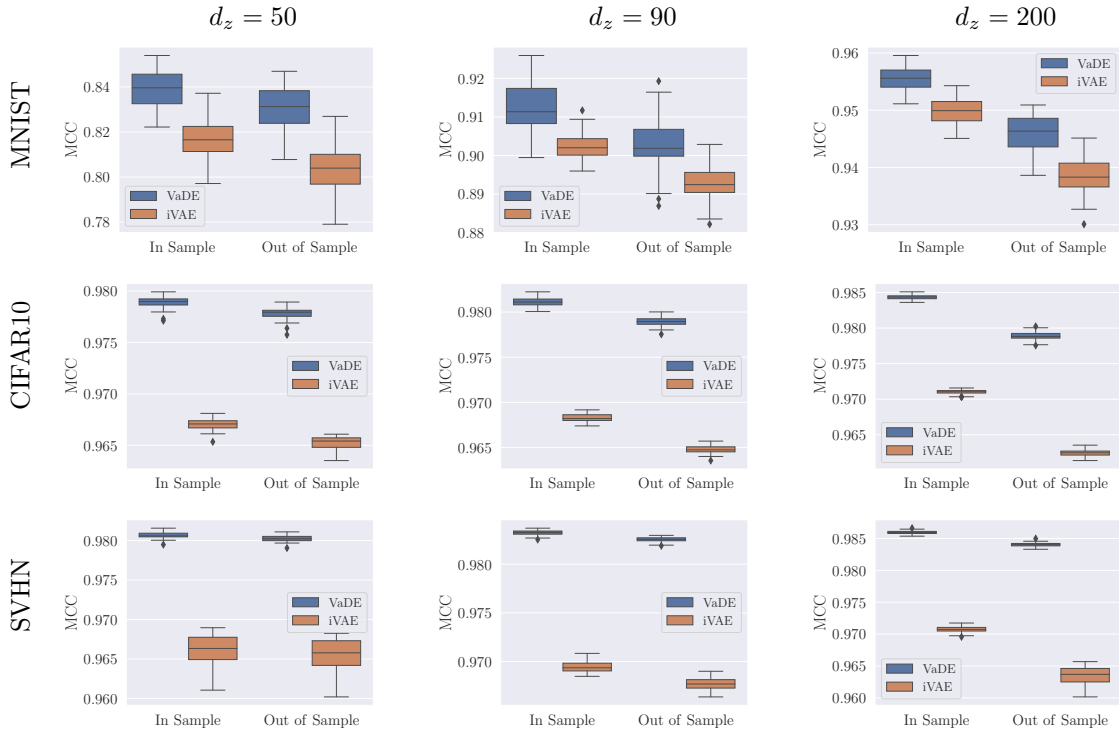 d_z = 50
d_z = 90
d_z = 200
MNIST
MCC
0.84
0.82
0.80
0.78
VaDE
iVAE
In Sample
Out of Sample
MCC
0.92
0.91
0.90
0.89
0.88
VaDE
iVAE
In Sample
Out of Sample
MCC
0.96
0.95
0.94
0.93
VaDE
iVAE
In Sample
Out of Sample
CIFAR10
MCC
0.980
0.975
0.970
0.965
VaDE
iVAE
In Sample
Out of Sample
MCC
0.980
0.975
0.970
0.965
VaDE
iVAE
In Sample
Out of Sample
MCC
0.985
0.980
0.975
0.970
0.965
VaDE
iVAE
In Sample
Out of Sample
SVHN
MCC
0.980
0.975
0.970
0.965
0.960
VaDE
iVAE
In Sample
Out of Sample
MCC
0.980
0.975
0.970
VaDE
iVAE
In Sample
Out of Sample
MCC
0.985
0.980
0.975
0.970
0.965
0.960
VaDE
iVAE
In Sample
Out of Sample